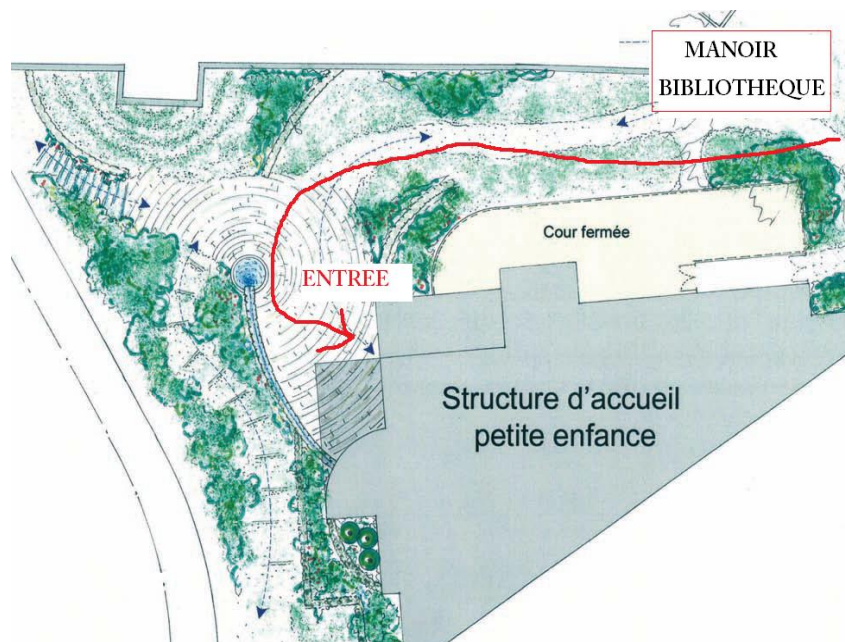 MANOIR
BIBLIOTHEQUE
Cour fermée
ENTREE
Structure d'accueil
petite enfance